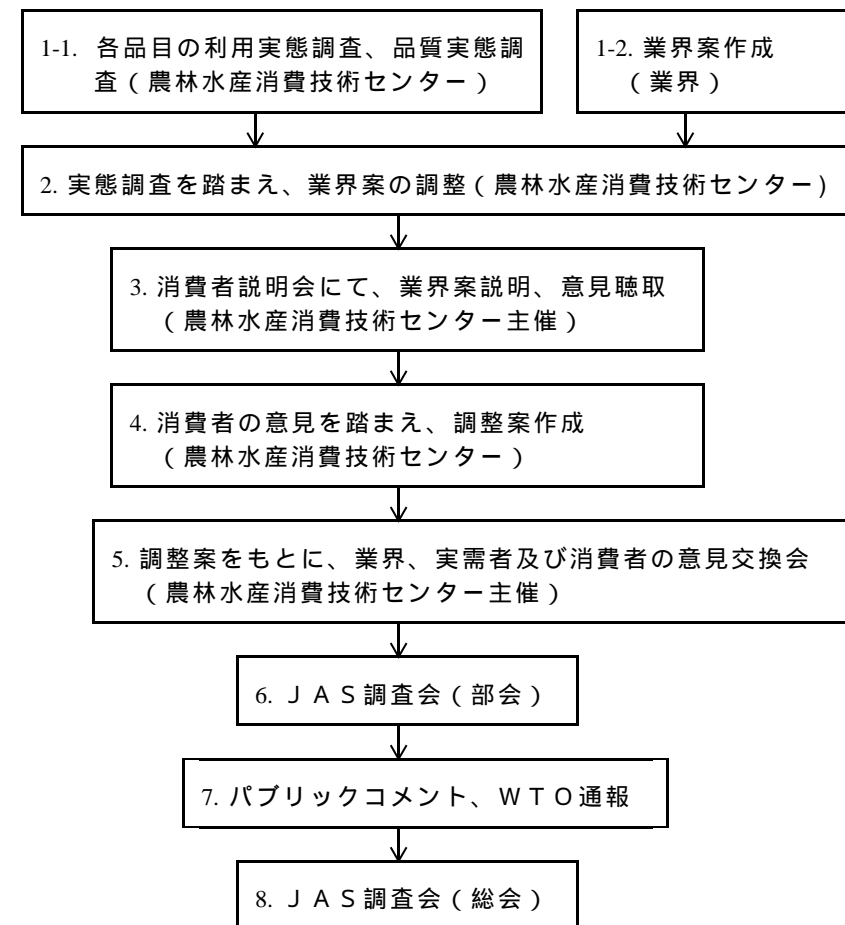 1-1. 各品目の利用実態調査、品質実態調
査（農林水産消費技術センター）
1-2. 業界案作成
（業界）
2. 実態調査を踏まえ、業界案の調整（農林水産消費技術センター)
3. 消費者説明会にて、業界案説明、意見聴取
（農林水産消費技術センター主催）
4. 消費者の意見を踏まえ、調整案作成
（農林水産消費技術センター）
5. 調整案をもとに、業界、実需者及び消費者の意見交換会
（農林水産消費技術センター主催）
6. ＪＡＳ調査会（部会）
7. パブリックコメント、ＷＴＯ通報
8. ＪＡＳ調査会（総会）